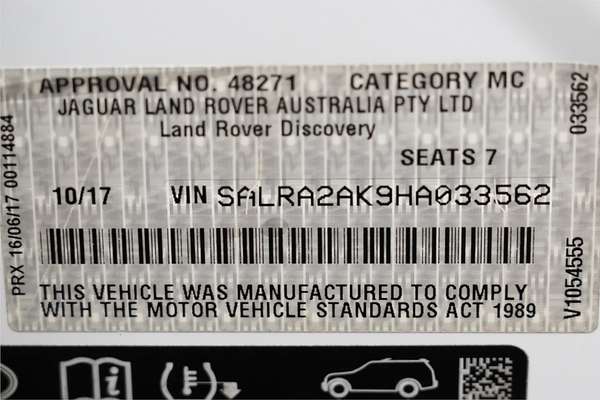 APPROVAL NO. 48271 CATEGORY MC
JAGUAR LAND ROVER AUSTRALIA PTY LTD
Land Rover Discovery
SEATS 7
10/17 VIN SALRA2AK9HA033562
THIS VEHICLE WAS MANUFACTURED TO COMPLY
WITH THE MOTOR VEHICLE STANDARDS ACT 1989
PRX 16/06/17 00114884
033562
V1054555
i